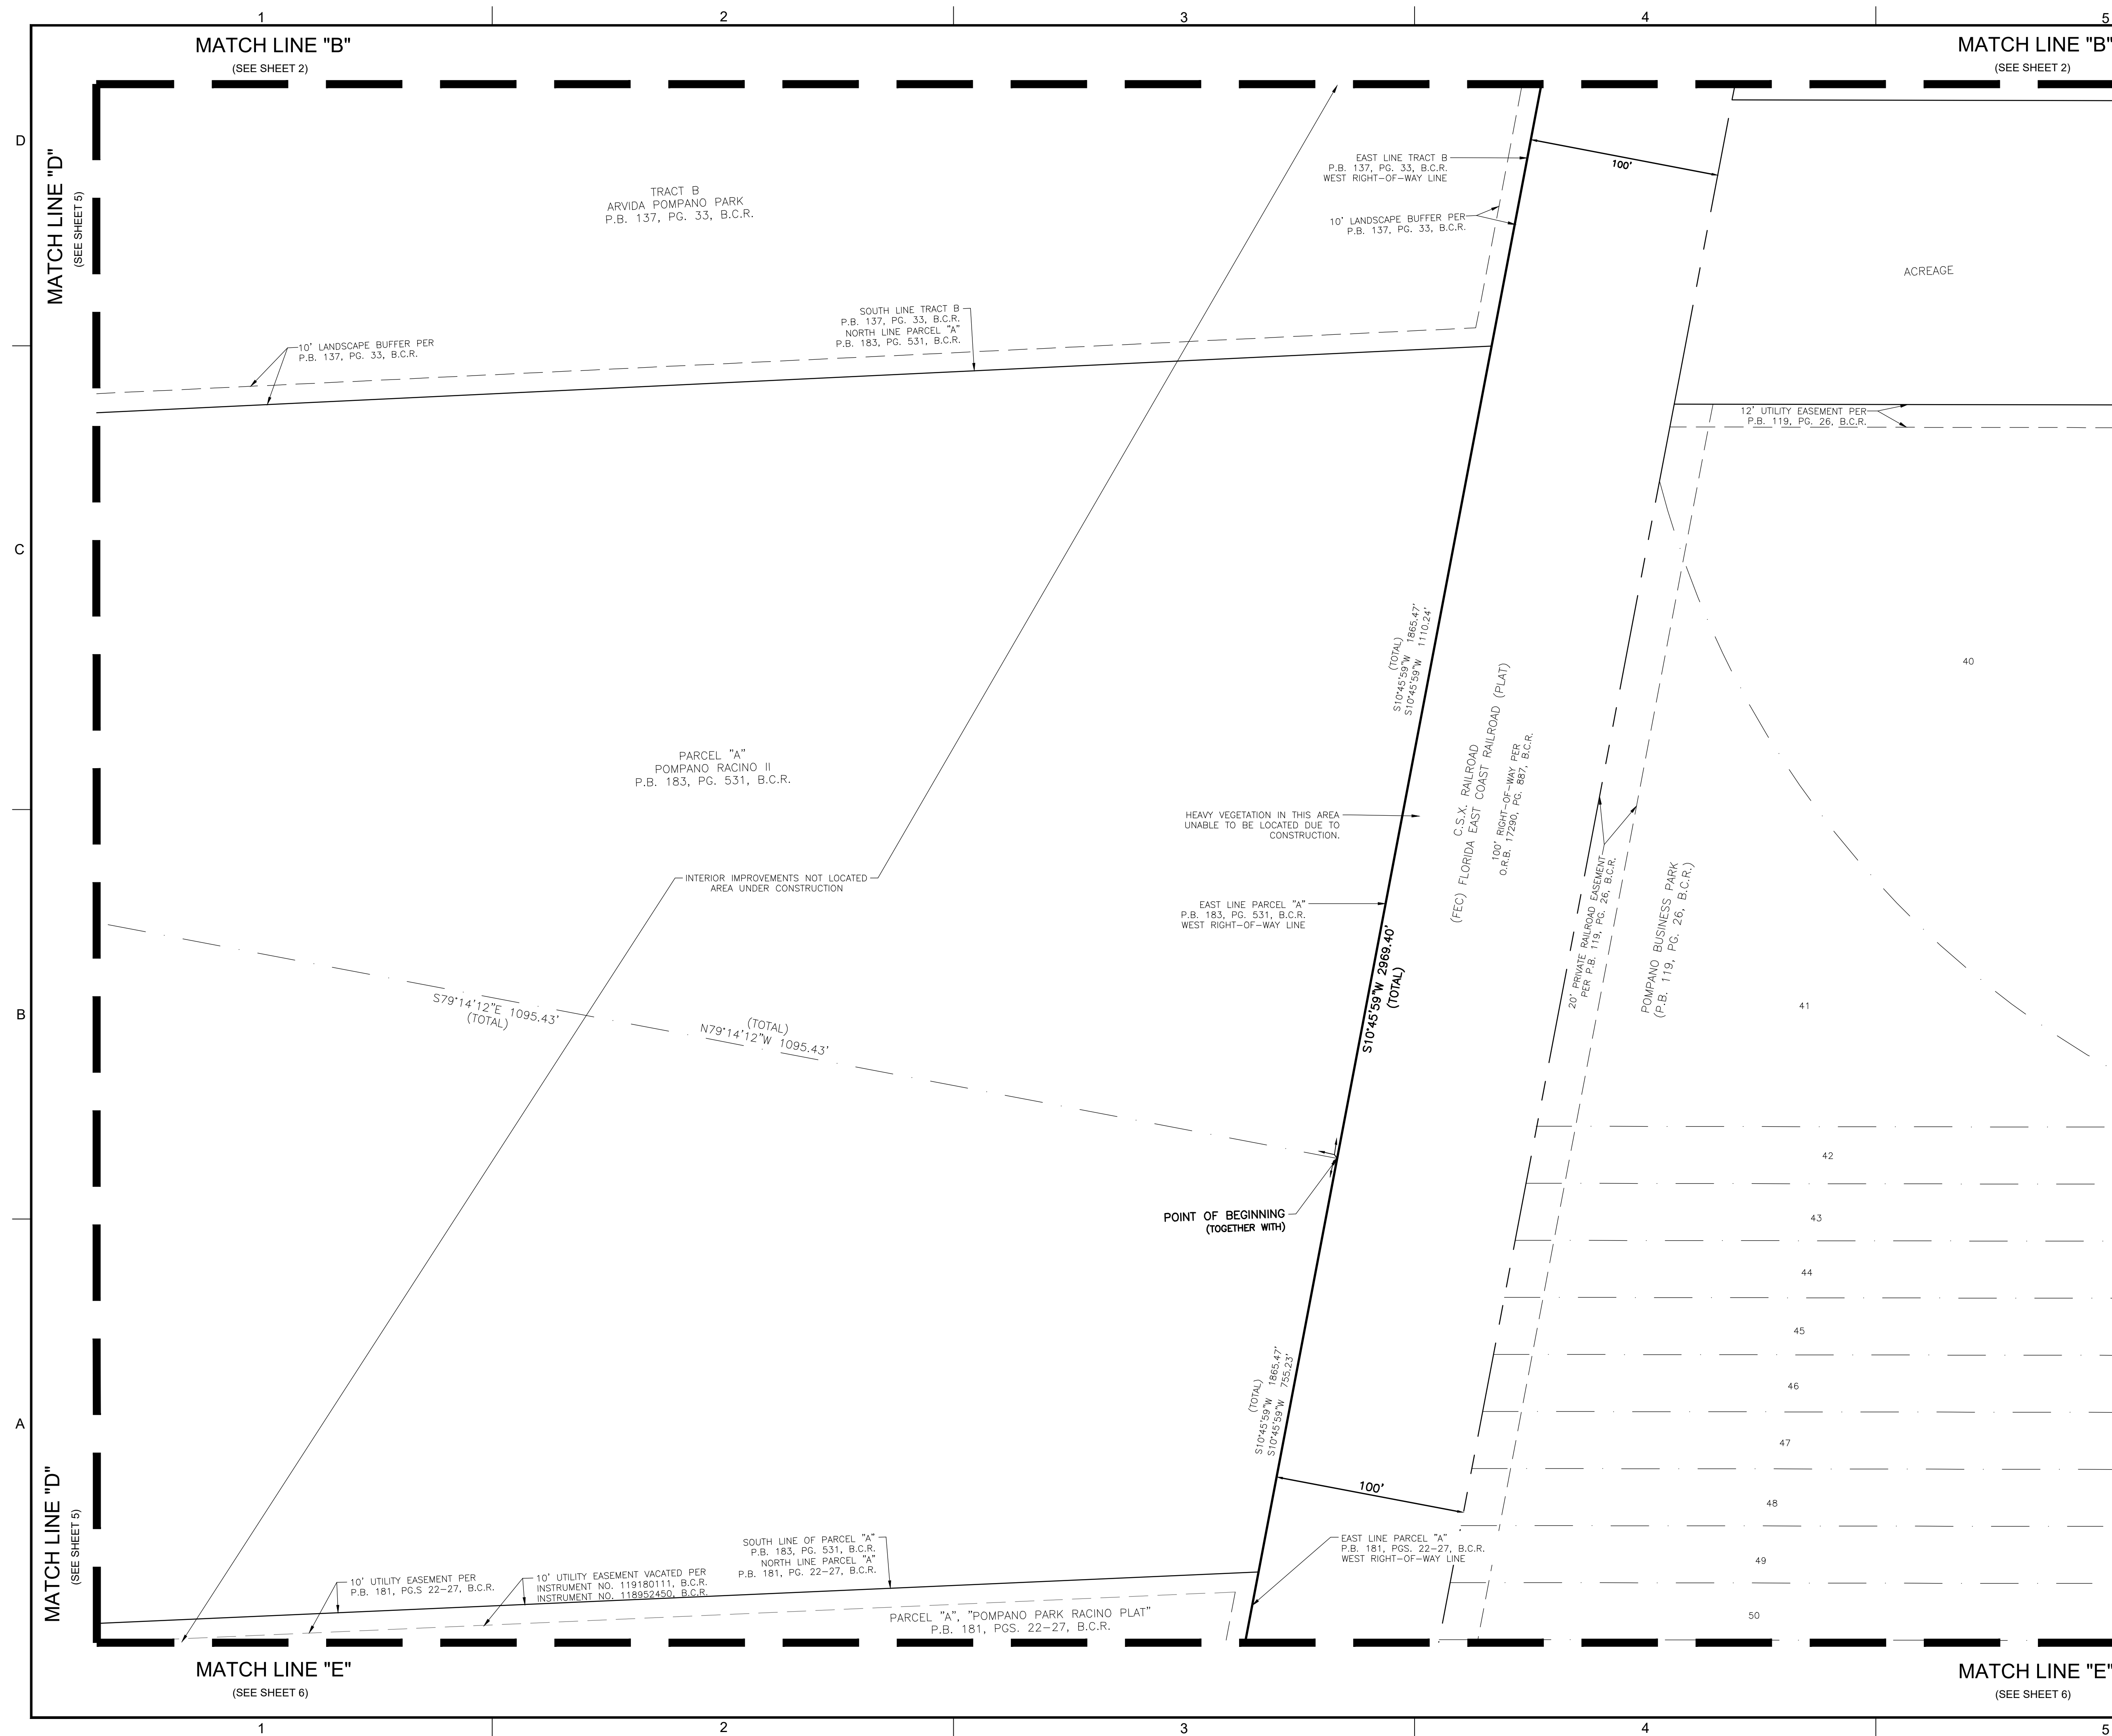 1
2
3
4
5
MATCH LINE "B"
(SEE SHEET 2)
MATCH LINE "B"
(SEE SHEET 2)
D
MATCH LINE "D"
(SEE SHEET 5)
TRACT B
ARVIDA POMPANO PARK
P.B. 137, PG. 33, B.C.R.
EAST LINE TRACT B
P.B. 137, PG. 33, B.C.R.
WEST RIGHT-OF-WAY LINE
100'
10' LANDSCAPE BUFFER PER
P.B. 137, PG. 33, B.C.R.
ACREAGE
SOUTH LINE TRACT B
P.B. 137, PG. 33, B.C.R.
NORTH LINE PARCEL "A"
P.B. 183, PG. 531, B.C.R.
10' LANDSCAPE BUFFER PER
P.B. 137, PG. 33, B.C.R.
12' UTILITY EASEMENT PER
P.B. 119, PG. 26, B.C.R.
C
(TOTAL)
S10°45'59"W 1865.47'
S10°45'59"W 1110.24'
40
PARCEL "A"
POMPANO RACINO II
P.B. 183, PG. 531, B.C.R.
C.S.X. RAILROAD
(FEC) FLORIDA EAST COAST RAILROAD (PLAT)
100' RIGHT-OF-WAY PER
O.R.B. 17290, PG. 887, B.C.R.
HEAVY VEGETATION IN THIS AREA
UNABLE TO BE LOCATED DUE TO
CONSTRUCTION.
INTERIOR IMPROVEMENTS NOT LOCATED
AREA UNDER CONSTRUCTION
EAST LINE PARCEL "A"
P.B. 183, PG. 531, B.C.R.
WEST RIGHT-OF-WAY LINE
20' PRIVATE RAILROAD EASEMENT
PER P.B. 119, PG. 26, B.C.R.
POMPANO BUSINESS PARK
(P.B. 119, PG. 26, B.C.R.)
S10°45'59"W 2969.40'
(TOTAL)
B
S79°14'12"E 1095.43'
(TOTAL)
(TOTAL)
N79°14'12"W 1095.43'
41
42
POINT OF BEGINNING
(TOGETHER WITH)
43
44
45
46
A
(TOTAL)
S10°45'59"W 1865.47'
S10°45'59"W 755.23'
47
100'
48
MATCH LINE "D"
(SEE SHEET 5)
SOUTH LINE OF PARCEL "A"
P.B. 183, PG. 531, B.C.R.
NORTH LINE PARCEL "A"
P.B. 181, PG. 22-27, B.C.R.
EAST LINE PARCEL "A"
P.B. 181, PGS. 22-27, B.C.R.
WEST RIGHT-OF-WAY LINE
49
10' UTILITY EASEMENT PER
P.B. 181, PG.S 22-27, B.C.R.
10' UTILITY EASEMENT VACATED PER
INSTRUMENT NO. 119180111, B.C.R.
INSTRUMENT NO. 118952450, B.C.R.
PARCEL "A", "POMPANO PARK RACINO PLAT"
P.B. 181, PGS. 22-27, B.C.R.
50
MATCH LINE "E"
(SEE SHEET 6)
MATCH LINE "E"
(SEE SHEET 6)
1
2
3
4
5